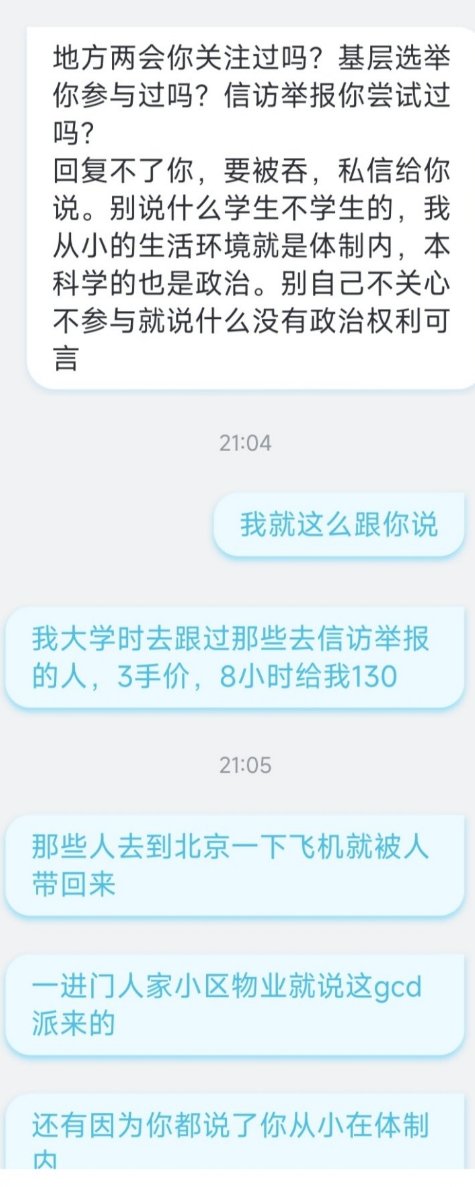 地方两会你关注过吗？基层选举
你参与过吗？信访举报你尝试过
吗？
回复不了你，要被吞，私信给你
说。别说什么学生不学生的，我
从小的生活环境就是体制内，本
科学的也是政治。别自己不关心
不参与就说什么没有政治权利可
言
21:04
我就这么跟你说
我大学时去跟过那些去信访举报
的人，3手价，8小时给我130
21:05
那些人去到北京一下飞机就被人
带回来
一进门人家小区物业就说这gcd
派来的
还有因为你都说了你从小在体制
内